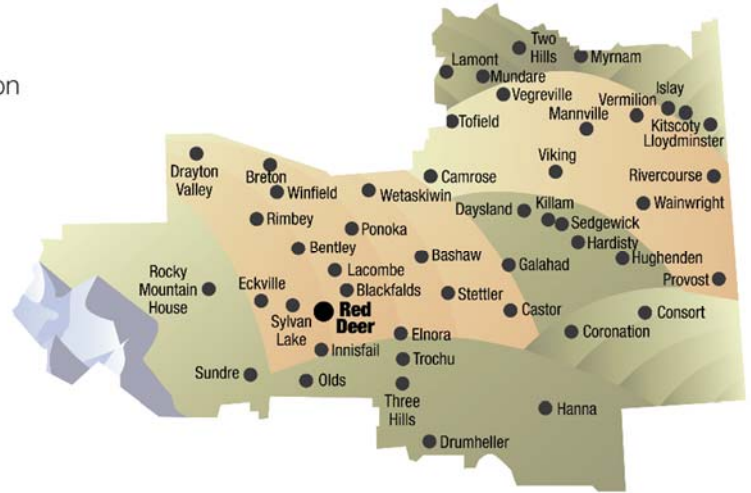 on
Two
Hills
Myrnam
Lamont
Mundare
Vegreville
Islay
Vermilion
Mannville
Kitscoty
Lloydminster
Tofield
Viking
Drayton
Valley
Breton
Winfield
Camrose
Wetaskiwin
Rivercourse
Wainwright
Daysland
Killam
Sedgewick
Hardisty
Hughenden
Rimbey
Ponoka
Bentley
Bashaw
Galahad
Provost
Rocky
Mountain
House
Lacombe
Blackfalds
Eckville
Stettler
Castor
Consort
Sylvan
Lake
Red
Deer
Coronation
Elnora
Innisfail
Trochu
Sundre
Olds
Three
Hills
Hanna
Drumheller